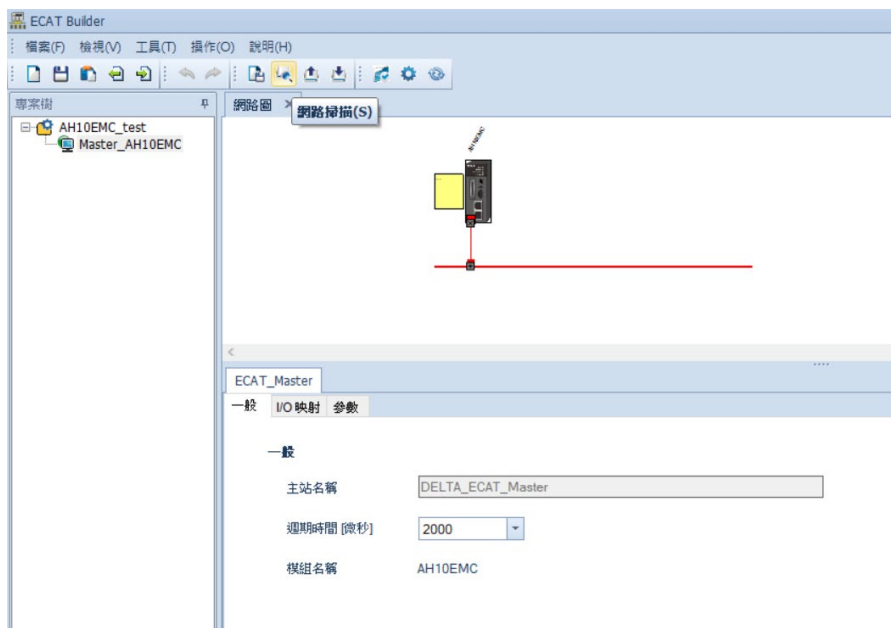 ECAT Builder
檔案(F) 檢視(V) 工具(T) 操作(O) 說明(H)
專案樹
網路圖
網路掃描(S)
AH10EMC_test
Master_AH10EMC
AH10EMC
ECAT_Master
一般 I/O 映射 參數
一般
主站名稱 DELTA_ECAT_Master
週期時間 [微秒] 2000
模組名稱 AH10EMC